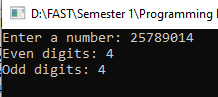 D:\FAST\Semester 1\Programming
Enter a number: 25789014
Even digits: 4
Odd digits: 4